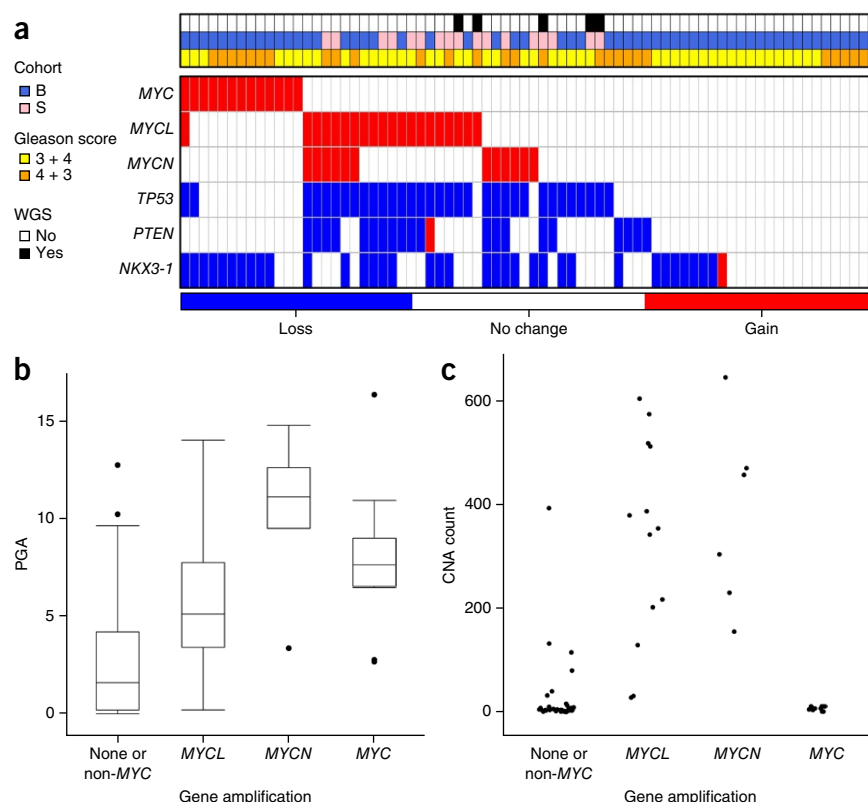 a
Cohort
B
S
Gleason score
3 + 4
4 + 3
WGS
No
Yes
MYC
MYCL
MYCN
TP53
PTEN
NKX3-1
Loss No change Gain
b
PGA
15
10
5
0
None or non-MYC
MYCL
MYCN
MYC
Gene amplification
c
CNA count
600
400
200
0
None or non-MYC
MYCL
MYCN
MYC
Gene amplification